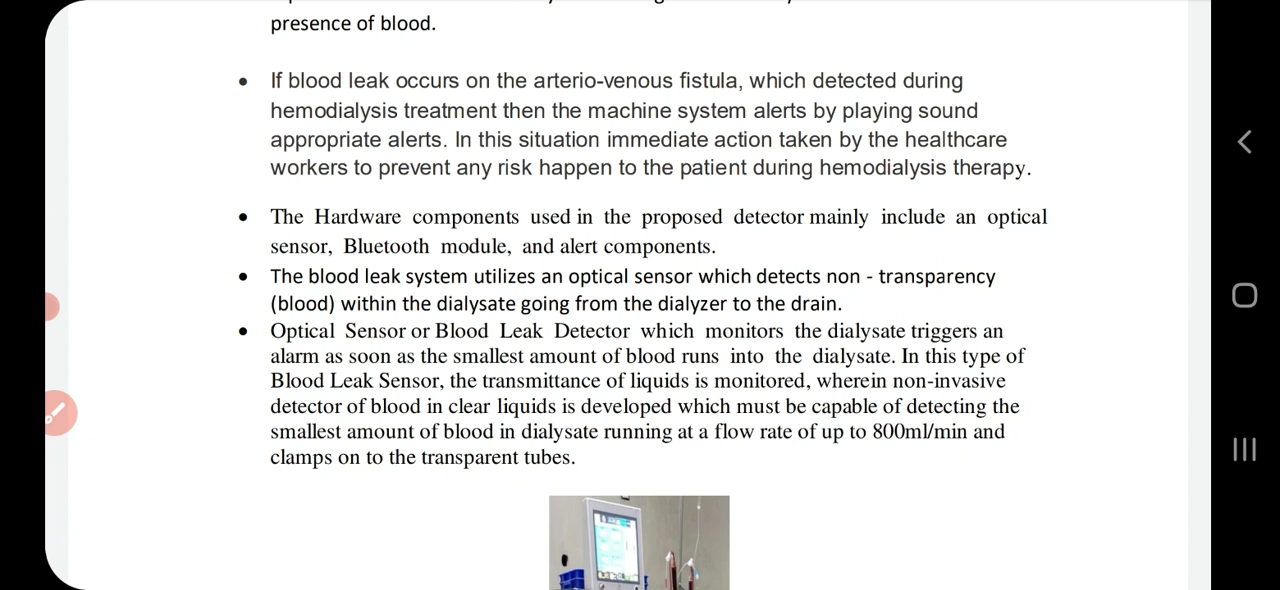 presence of blood.
If blood leak occurs on the arterio-venous fistula, which detected during
hemodialysis treatment then the machine system alerts by playing sound
appropriate alerts. In this situation immediate action taken by the healthcare
workers to prevent any risk happen to the patient during hemodialysis therapy.
The Hardware components used in the proposed detector mainly include an optical
sensor, Bluetooth module, and alert components.
The blood leak system utilizes an optical sensor which detects non - transparency
(blood) within the dialysate going from the dialyzer to the drain.
Optical Sensor or Blood Leak Detector which monitors the dialysate triggers an
alarm as soon as the smallest amount of blood runs into the dialysate. In this type of
Blood Leak Sensor, the transmittance of liquids is monitored, wherein non-invasive
detector of blood in clear liquids is developed which must be capable of detecting the
smallest amount of blood in dialysate running at a flow rate of up to 800ml/min and
clamps on to the transparent tubes.